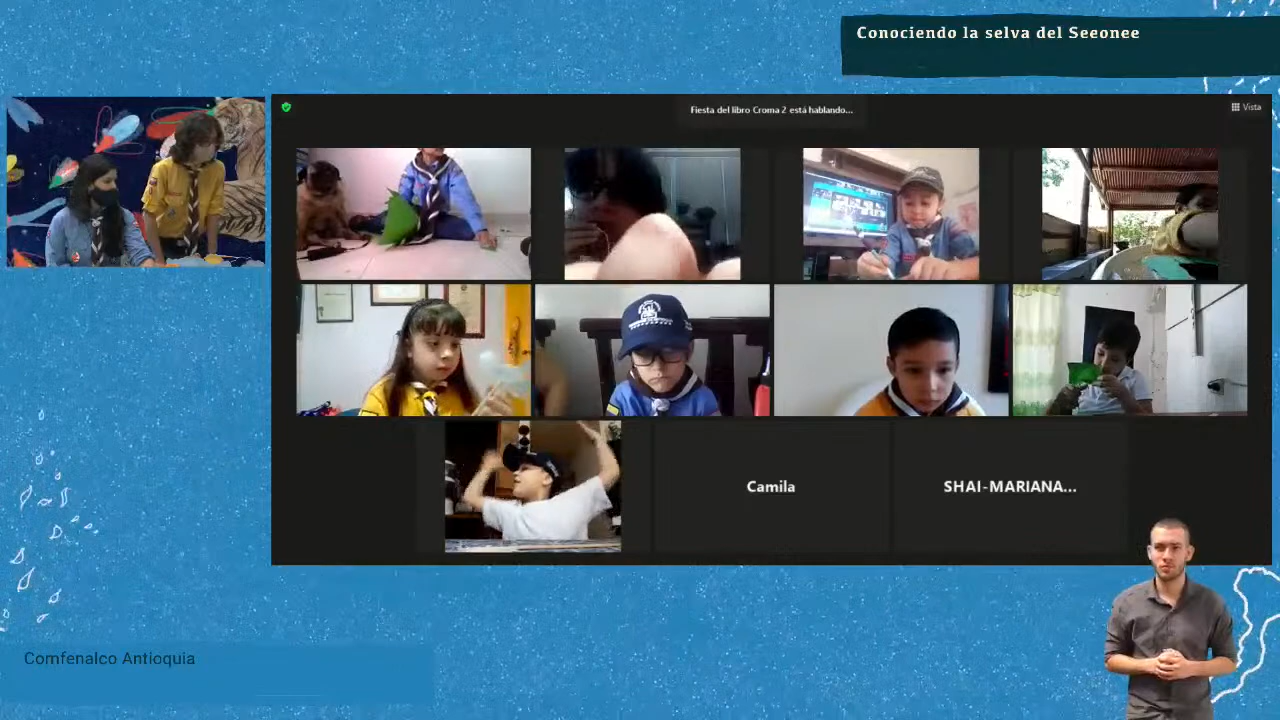 Conociendo la selva del Seeonee
Fiesta del libro Croma 2 está hablando...
Vista
Camila
SHAI-MARIANA...
Comfenalco Antioquia